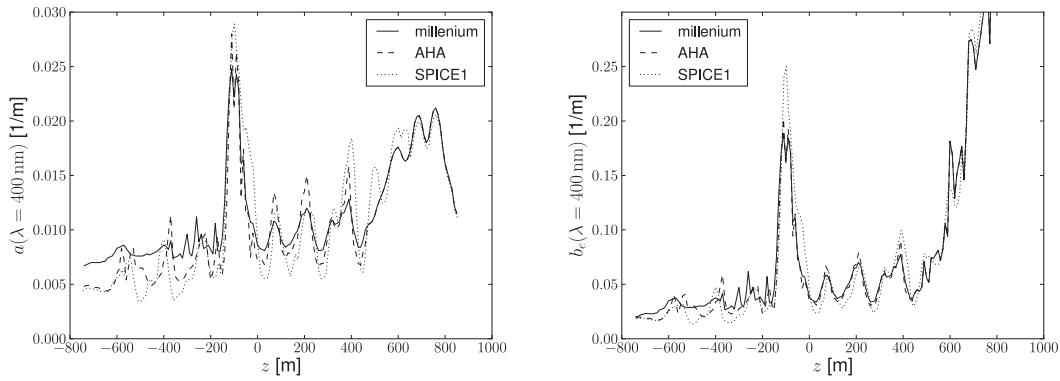 0.030
0.025
0.020
0.015
0.010
0.005
0.000
a(λ = 400 nm) [1/m]
millenium
AHA
SPICE1
−800 −600 −400 −200 0 200 400 600 800 1000
z [m]
0.30
0.25
0.20
0.15
0.10
0.05
0.00
b_e(λ = 400 nm) [1/m]
millenium
AHA
SPICE1
−800 −600 −400 −200 0 200 400 600 800 1000
z [m]